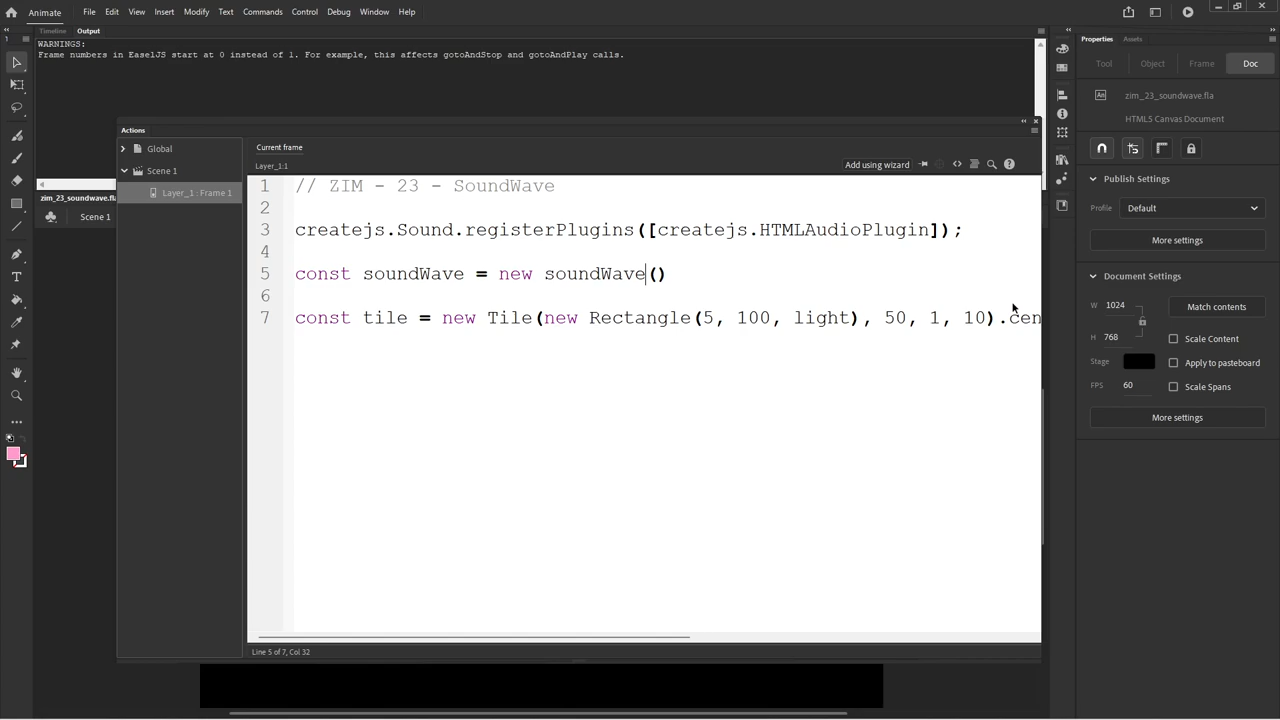 Animate File Edit View Insert Modify Text Commands Control Debug Window Help
Timeline Output
WARNINGS:
Frame numbers in EaselJS start at 0 instead of 1. For example, this affects gotoAndStop and gotoAndPlay calls.
zim_23_soundwave.fla
Scene 1
Actions
Global
Scene 1
Layer_1 : Frame 1
Current frame
Layer_1:1
Add using wizard
1 // ZIM - 23 - SoundWave
2
3 createjs.Sound.registerPlugins([createjs.HTMLAudioPlugin]);
4
5 const soundWave = new soundWave()
6
7 const tile = new Tile(new Rectangle(5, 100, light), 50, 1, 10).cen
Line 5 of 7, Col 32
Properties Assets
Tool Object Frame Doc
An zim_23_soundwave.fla
HTML5 Canvas Document
Publish Settings
Profile Default
More settings
Document Settings
W 1024 Match contents
H 768 Scale Content
Stage Apply to pasteboard
FPS 60 Scale Spans
More settings